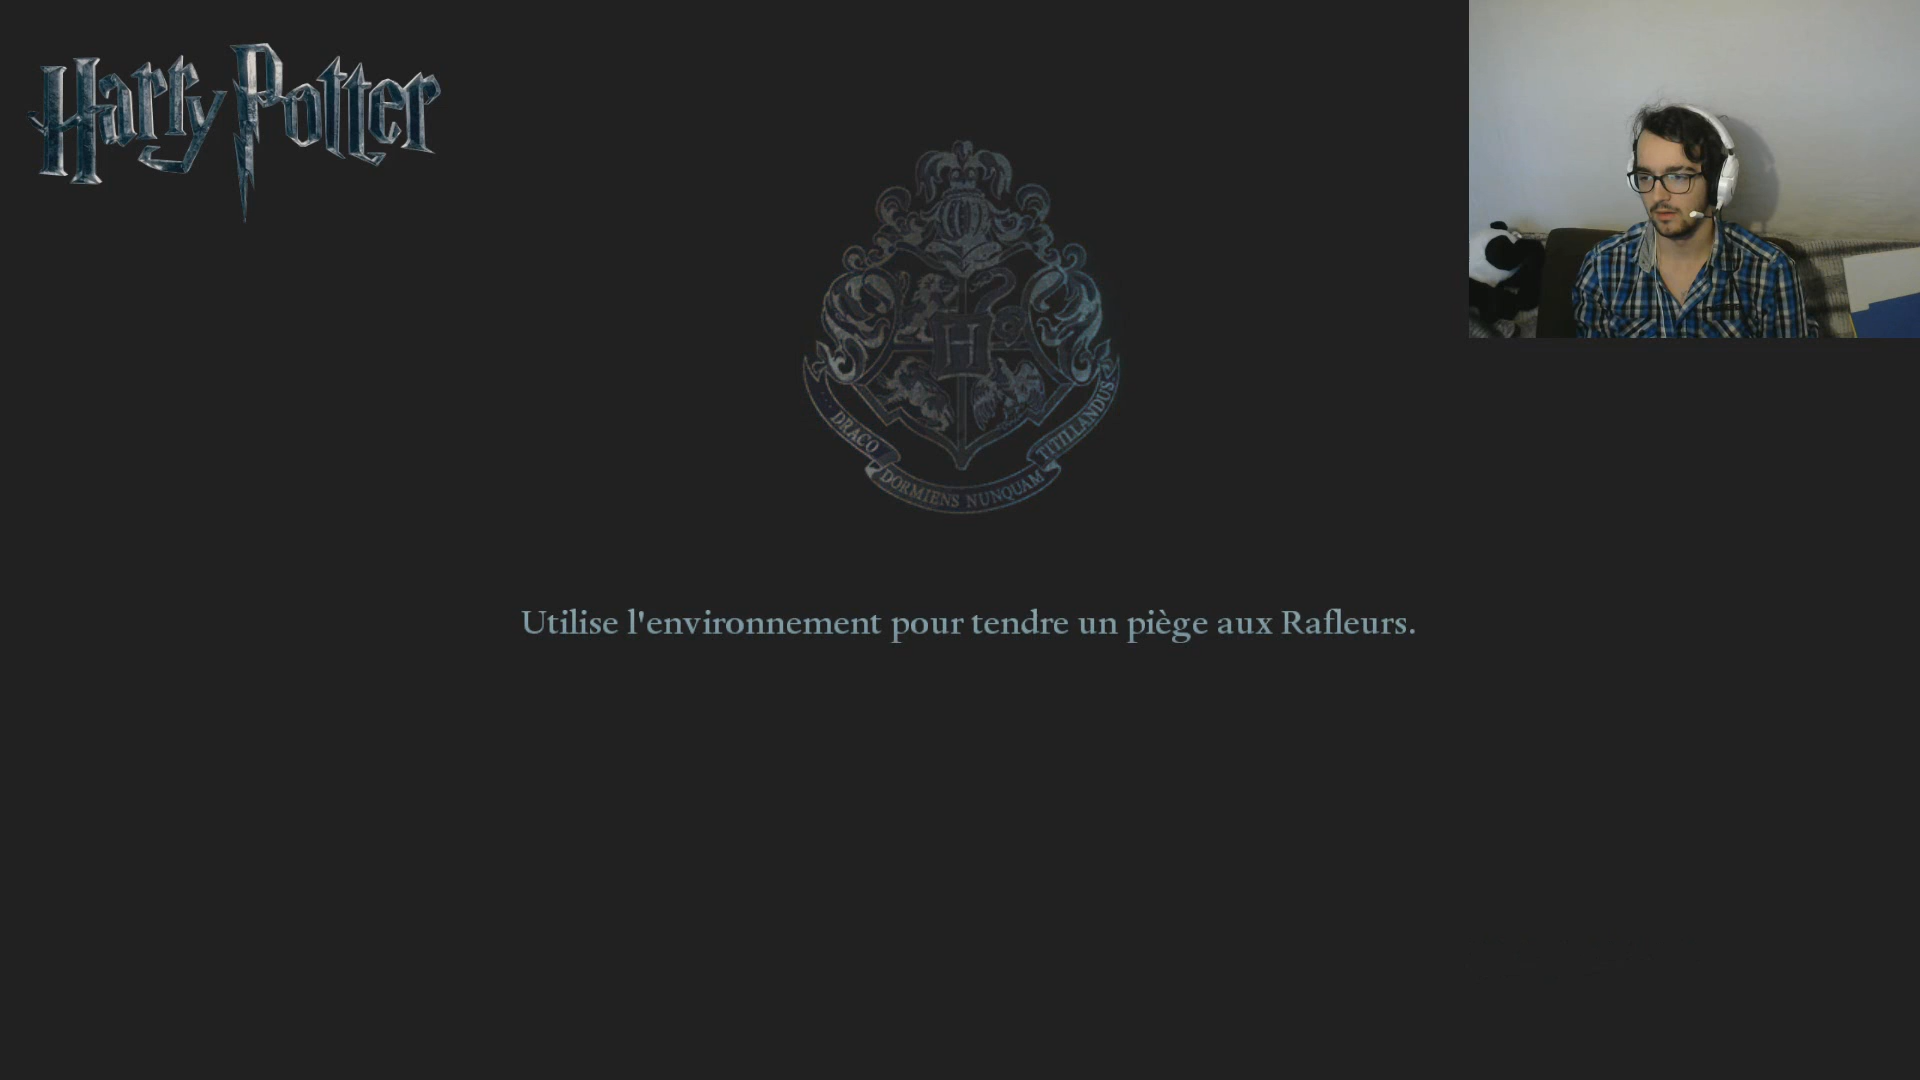 Harry Potter
H
DRACO
DORMIENS NUNQUAM
TITILLANDUS
Utilise l'environnement pour tendre un piège aux Rafleurs.